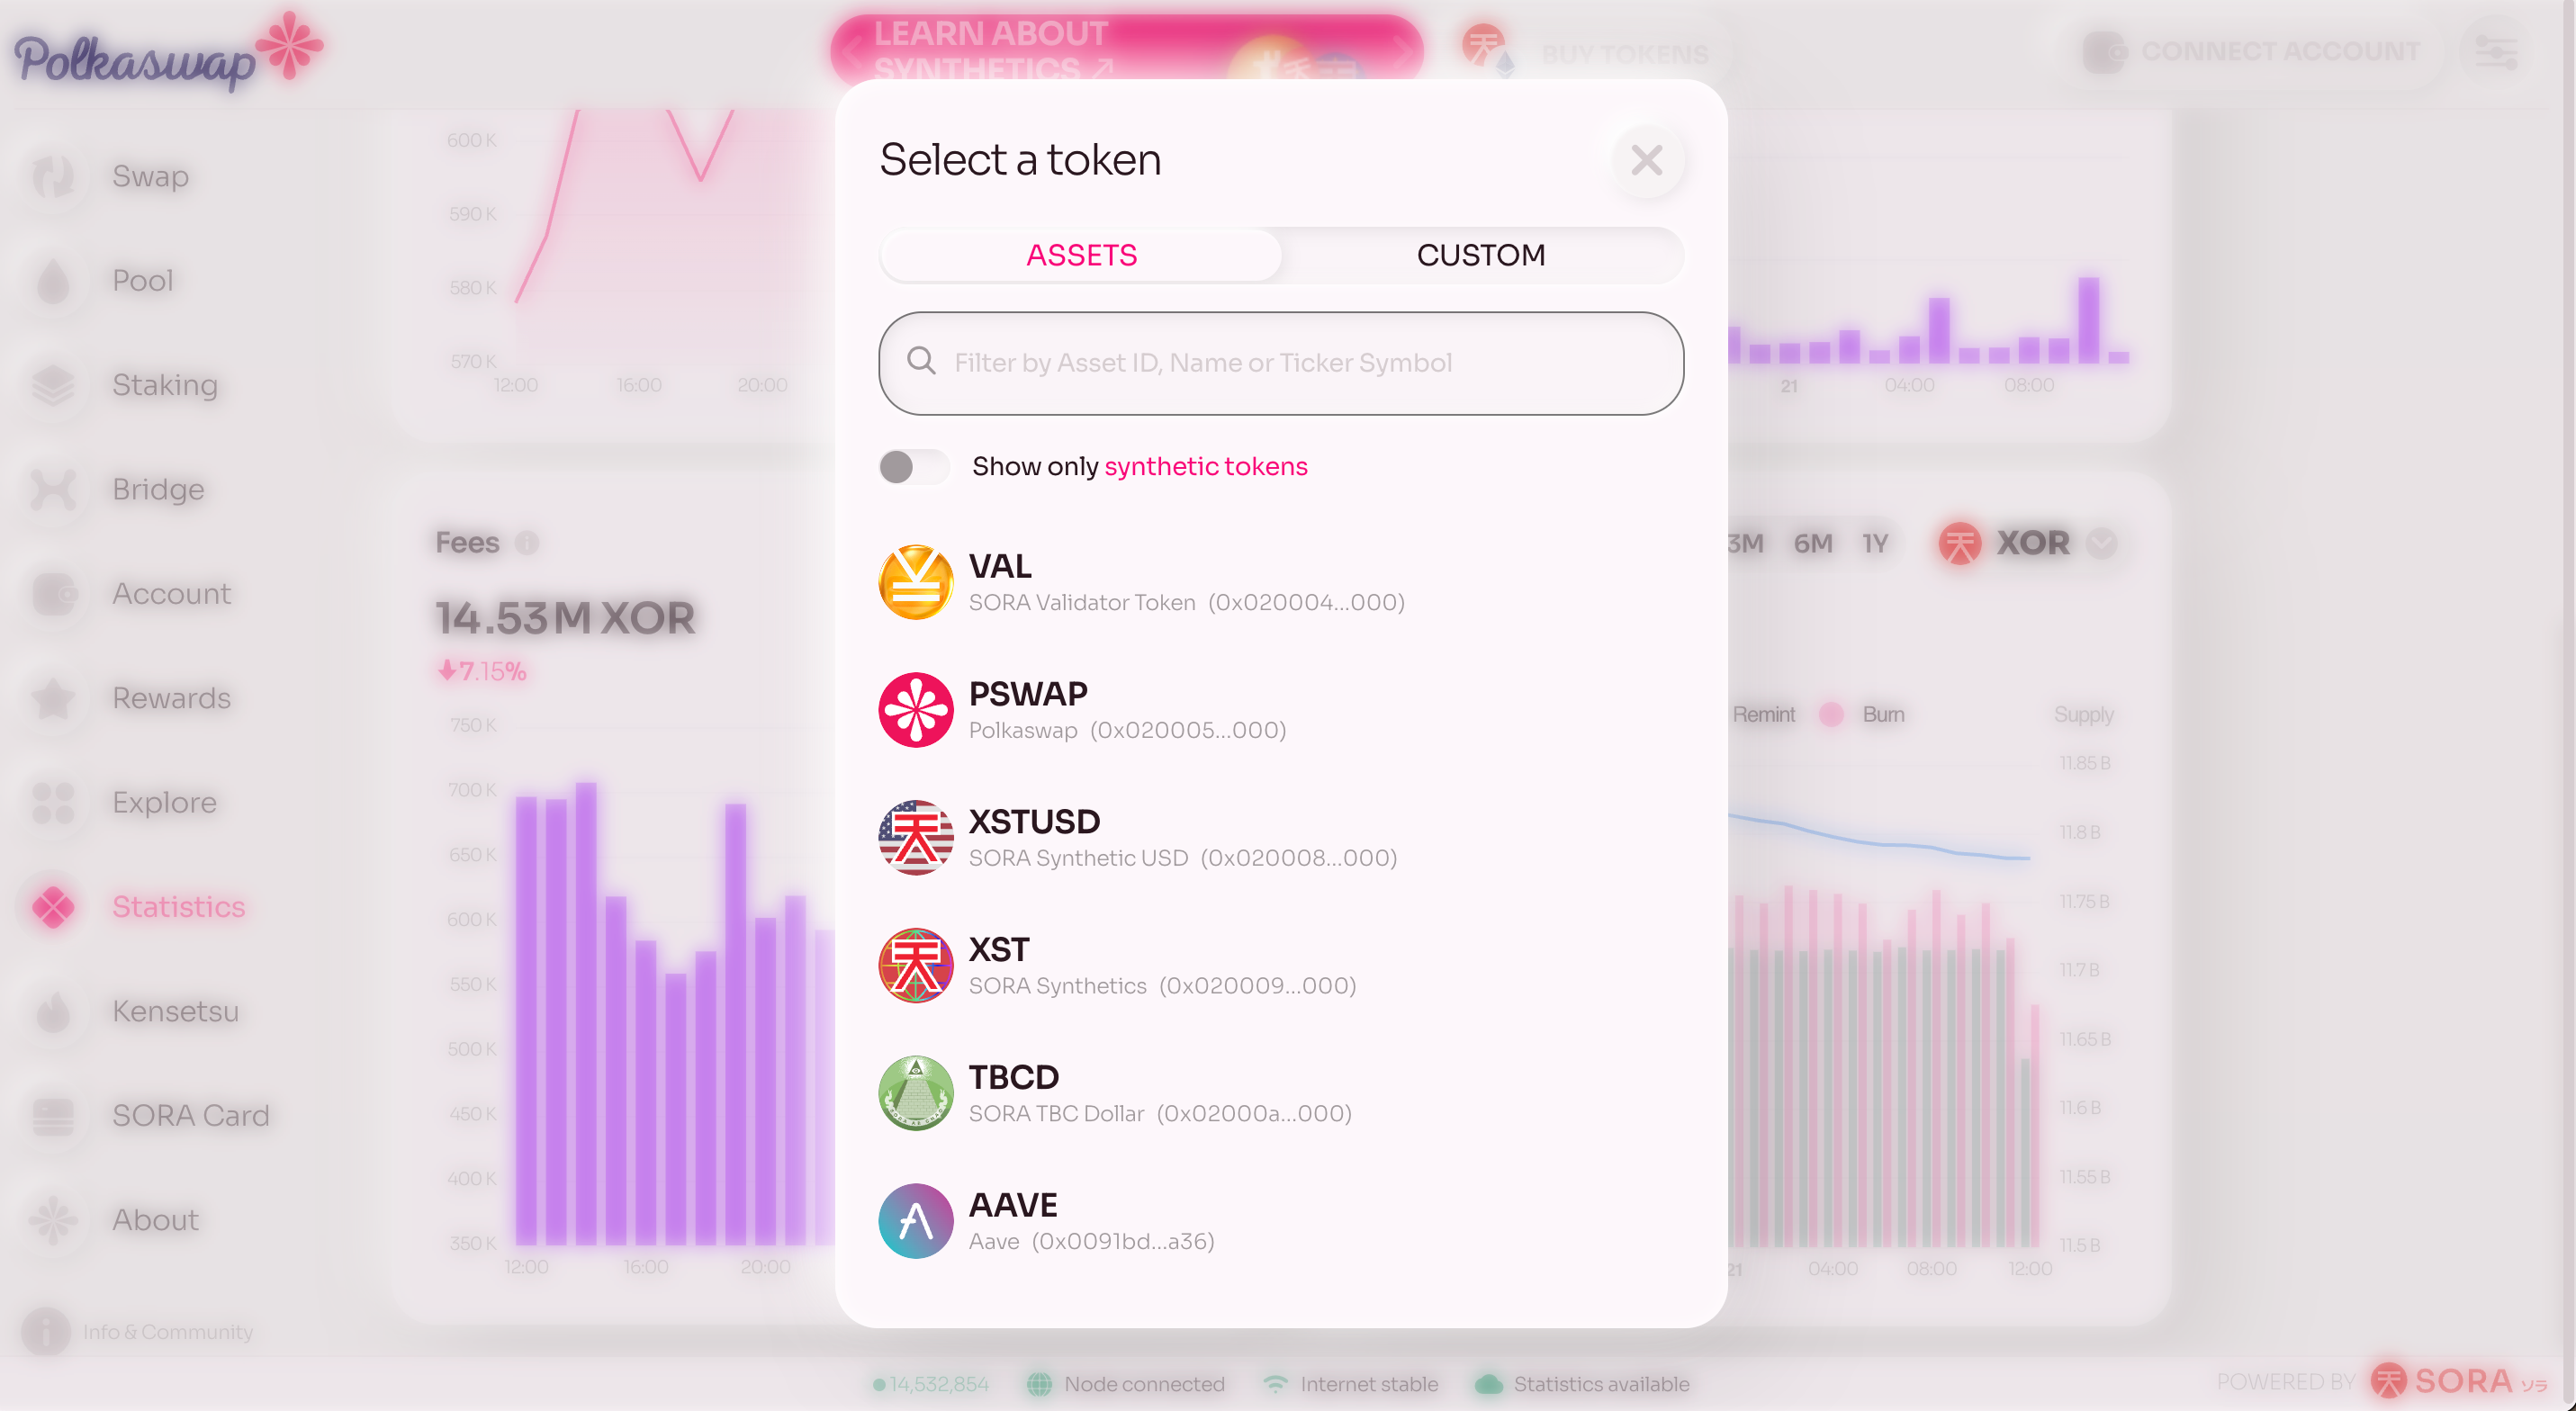 Polkaswap
LEARN ABOUT
SYNTHETICS ↗
BUY TOKENS
CONNECT ACCOUNT
Swap
Pool
Staking
Bridge
Account
Rewards
Explore
Statistics
Kensetsu
SORA Card
About
Info & Community
600 K
590 K
580 K
570 K
12:00 16:00 20:00
Fees
14.53M XOR
7.15%
750 K
700 K
650 K
600 K
550 K
500 K
450 K
400 K
350 K
12:00 16:00 20:00
Select a token
ASSETS CUSTOM
Filter by Asset ID, Name or Ticker Symbol
Show only synthetic tokens
VAL
SORA Validator Token (0x020004...000)
PSWAP
Polkaswap (0x020005...000)
XSTUSD
SORA Synthetic USD (0x020008...000)
XST
SORA Synthetics (0x020009...000)
TBCD
SORA TBC Dollar (0x02000a...000)
AAVE
Aave (0x0091bd...a36)
21 04:00 08:00
3M 6M 1Y XOR
Remint Burn Supply
11.85 B
11.8 B
11.75 B
11.7 B
11.65 B
11.6 B
11.55 B
11.5 B
21 04:00 08:00 12:00
14,532,854 Node connected Internet stable Statistics available
POWERED BY SORA ソラ